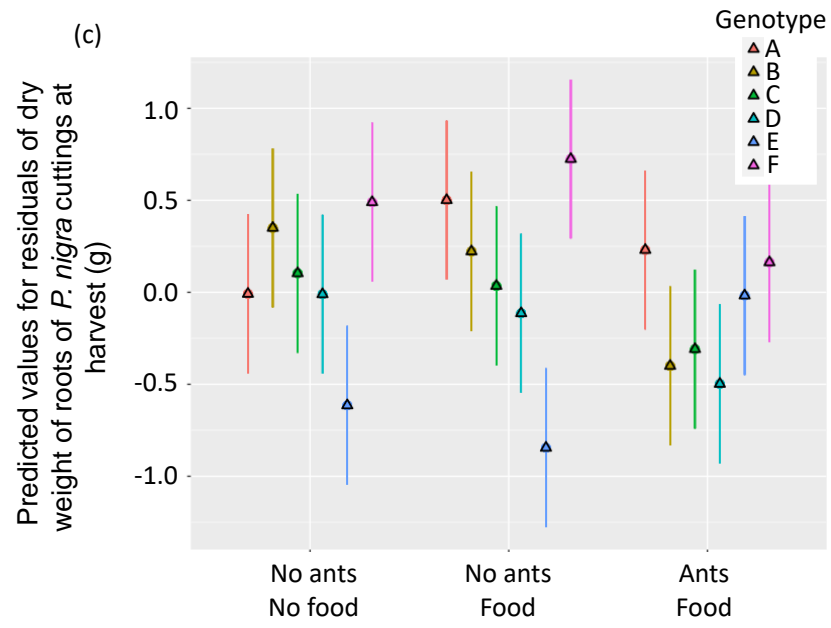 (c)
Genotype
A
B
C
D
E
F
Predicted values for residuals of dry
weight of roots of P. nigra cuttings at
harvest (g)
1.0
0.5
0.0
-0.5
-1.0
No ants
No food
No ants
Food
Ants
Food